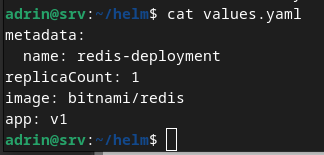 adrin@srv:~/helm$ cat values.yaml
metadata:
  name: redis-deployment
replicaCount: 1
image: bitnami/redis
app: v1
adrin@srv:~/helm$